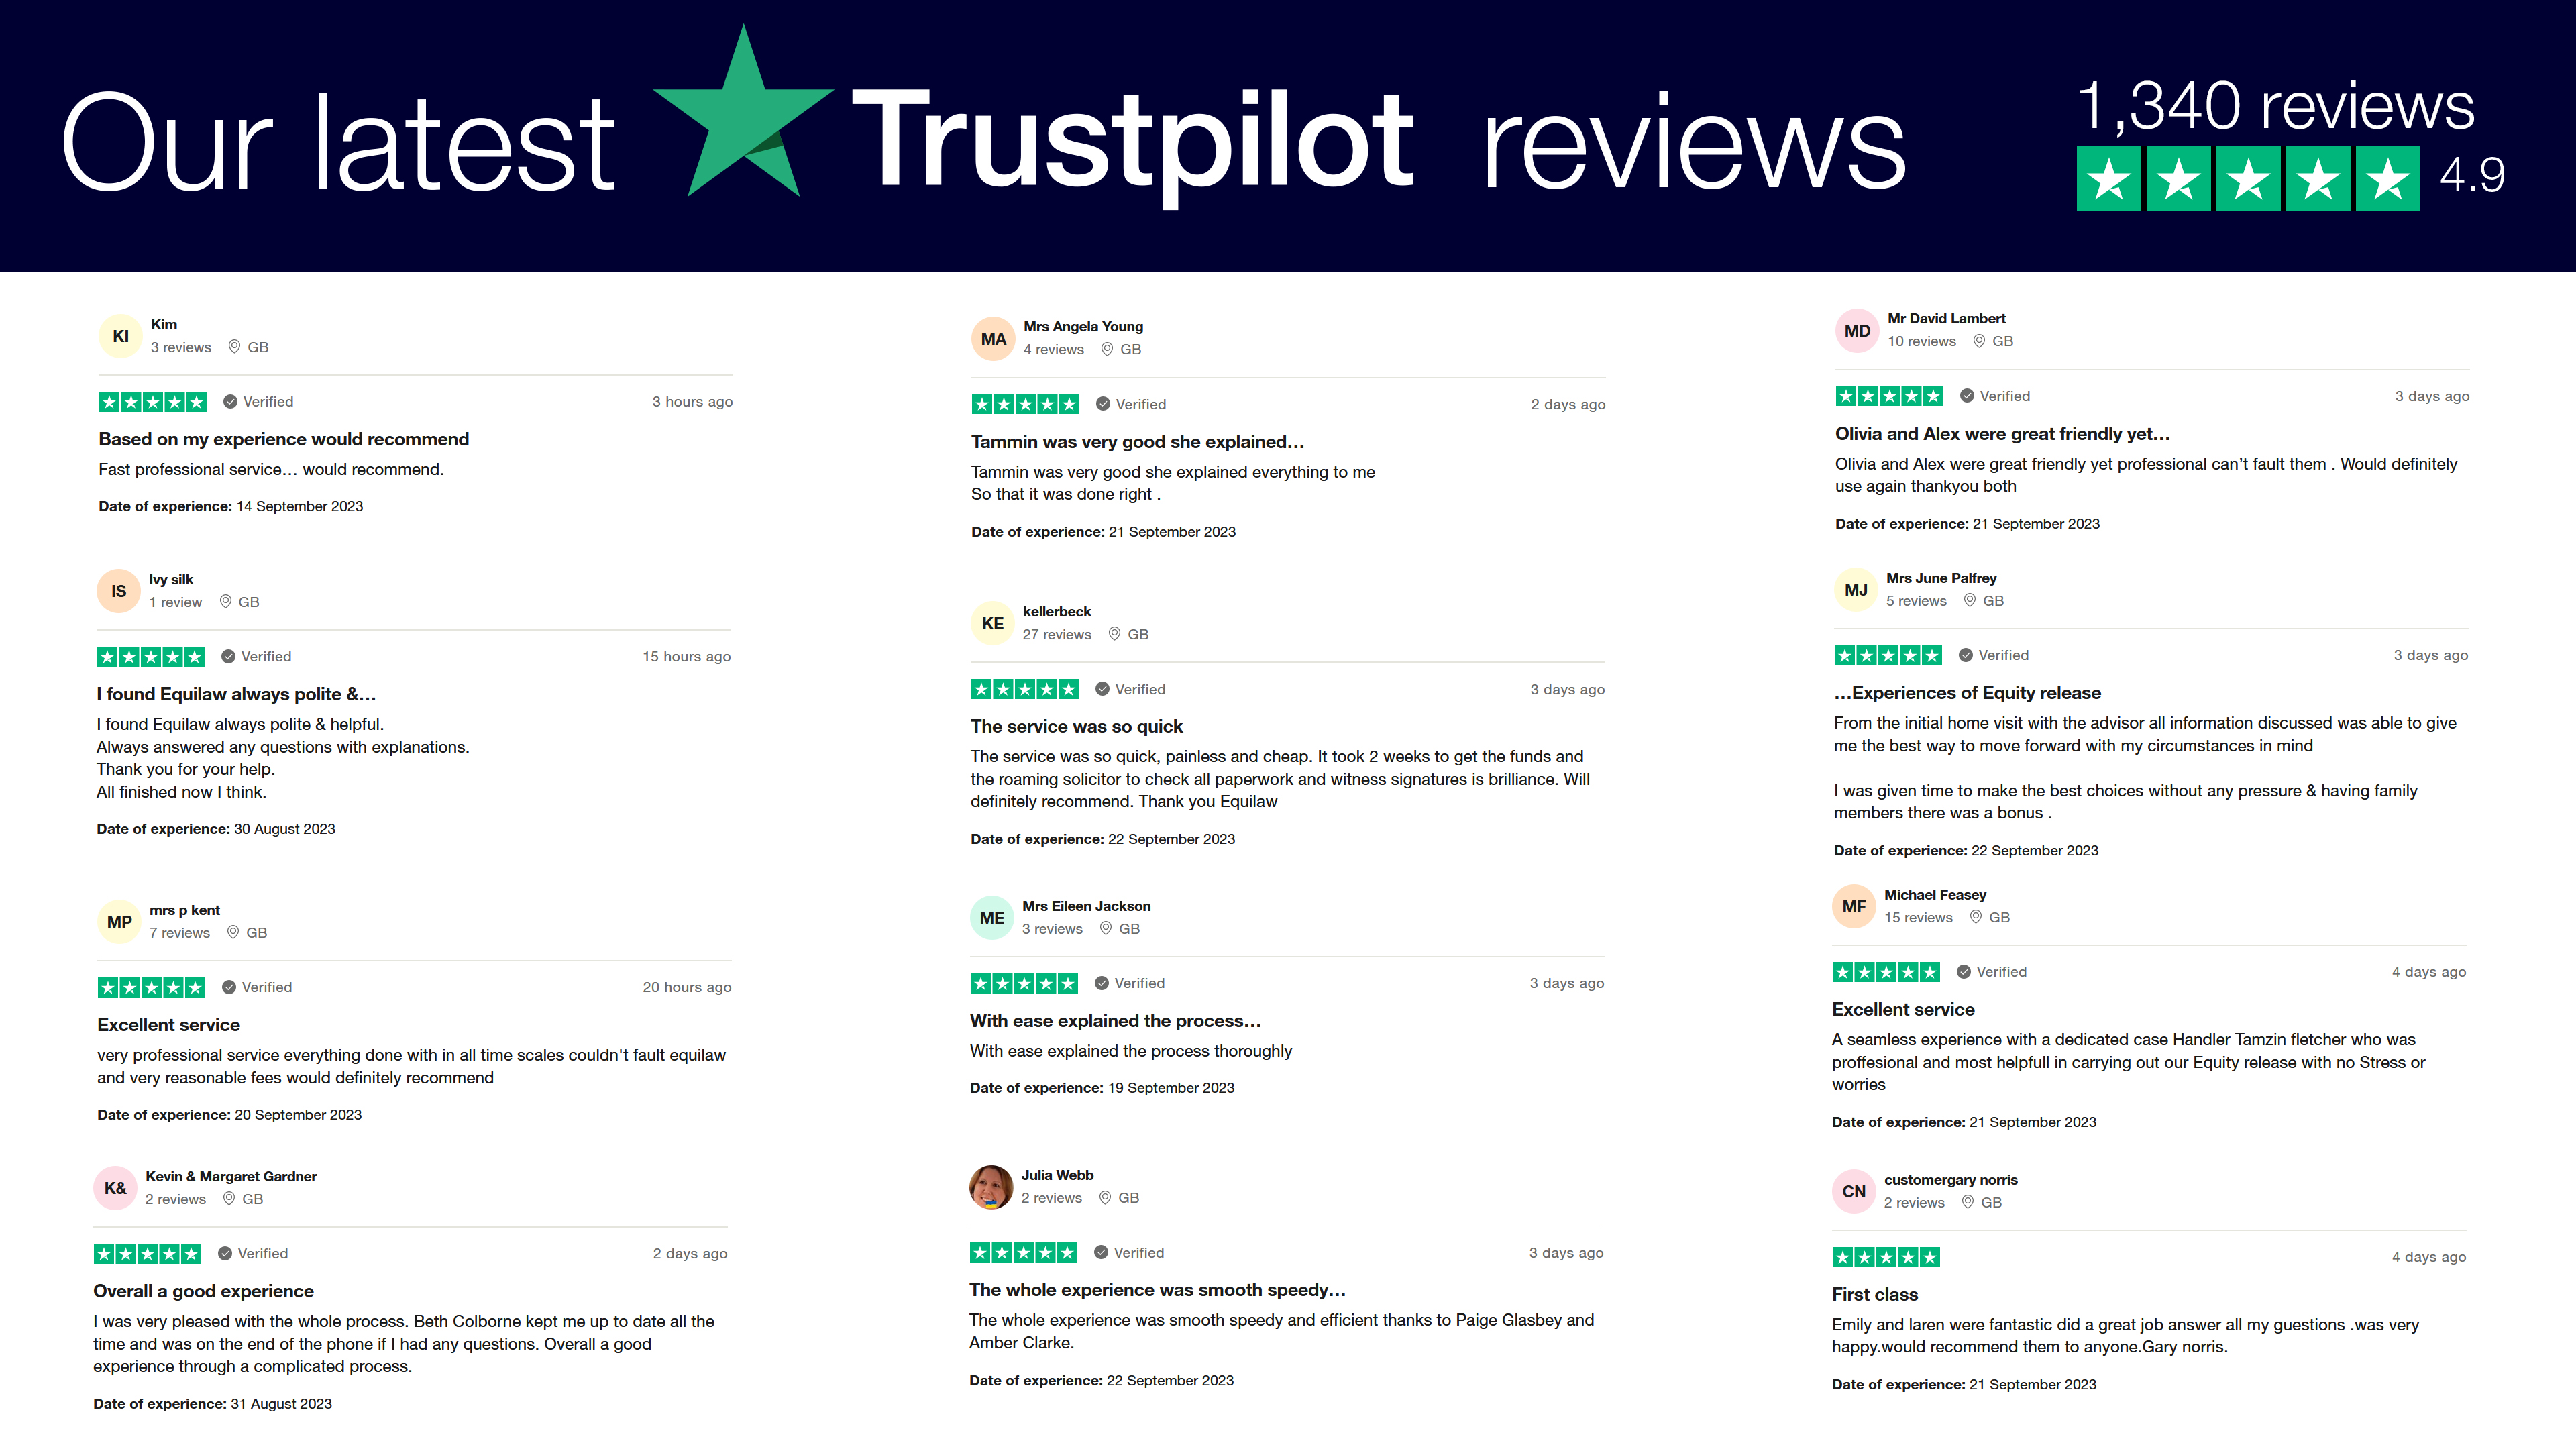 Our latest Trustpilot reviews
1,340 reviews
4.9
KI
Kim
3 reviews GB
Verified
3 hours ago
Based on my experience would recommend
Fast professional service… would recommend.
Date of experience: 14 September 2023
IS
Ivy silk
1 review GB
Verified
15 hours ago
I found Equilaw always polite &…
I found Equilaw always polite & helpful.
Always answered any questions with explanations.
Thank you for your help.
All finished now I think.
Date of experience: 30 August 2023
MP
mrs p kent
7 reviews GB
Verified
20 hours ago
Excellent service
very professional service everything done with in all time scales couldn't fault equilaw
and very reasonable fees would definitely recommend
Date of experience: 20 September 2023
K&
Kevin & Margaret Gardner
2 reviews GB
Verified
2 days ago
Overall a good experience
I was very pleased with the whole process. Beth Colborne kept me up to date all the
time and was on the end of the phone if I had any questions. Overall a good
experience through a complicated process.
Date of experience: 31 August 2023
MA
Mrs Angela Young
4 reviews GB
Verified
2 days ago
Tammin was very good she explained…
Tammin was very good she explained everything to me
So that it was done right .
Date of experience: 21 September 2023
KE
kellerbeck
27 reviews GB
Verified
3 days ago
The service was so quick
The service was so quick, painless and cheap. It took 2 weeks to get the funds and
the roaming solicitor to check all paperwork and witness signatures is brilliance. Will
definitely recommend. Thank you Equilaw
Date of experience: 22 September 2023
ME
Mrs Eileen Jackson
3 reviews GB
Verified
3 days ago
With ease explained the process…
With ease explained the process thoroughly
Date of experience: 19 September 2023
Julia Webb
2 reviews GB
Verified
3 days ago
The whole experience was smooth speedy…
The whole experience was smooth speedy and efficient thanks to Paige Glasbey and
Amber Clarke.
Date of experience: 22 September 2023
MD
Mr David Lambert
10 reviews GB
Verified
3 days ago
Olivia and Alex were great friendly yet…
Olivia and Alex were great friendly yet professional can’t fault them . Would definitely
use again thankyou both
Date of experience: 21 September 2023
MJ
Mrs June Palfrey
5 reviews GB
Verified
3 days ago
…Experiences of Equity release
From the initial home visit with the advisor all information discussed was able to give
me the best way to move forward with my circumstances in mind
I was given time to make the best choices without any pressure & having family
members there was a bonus .
Date of experience: 22 September 2023
MF
Michael Feasey
15 reviews GB
Verified
4 days ago
Excellent service
A seamless experience with a dedicated case Handler Tamzin fletcher who was
proffesional and most helpfull in carrying out our Equity release with no Stress or
worries
Date of experience: 21 September 2023
CN
customergary norris
2 reviews GB
4 days ago
First class
Emily and laren were fantastic did a great job answer all my guestions .was very
happy.would recommend them to anyone.Gary norris.
Date of experience: 21 September 2023